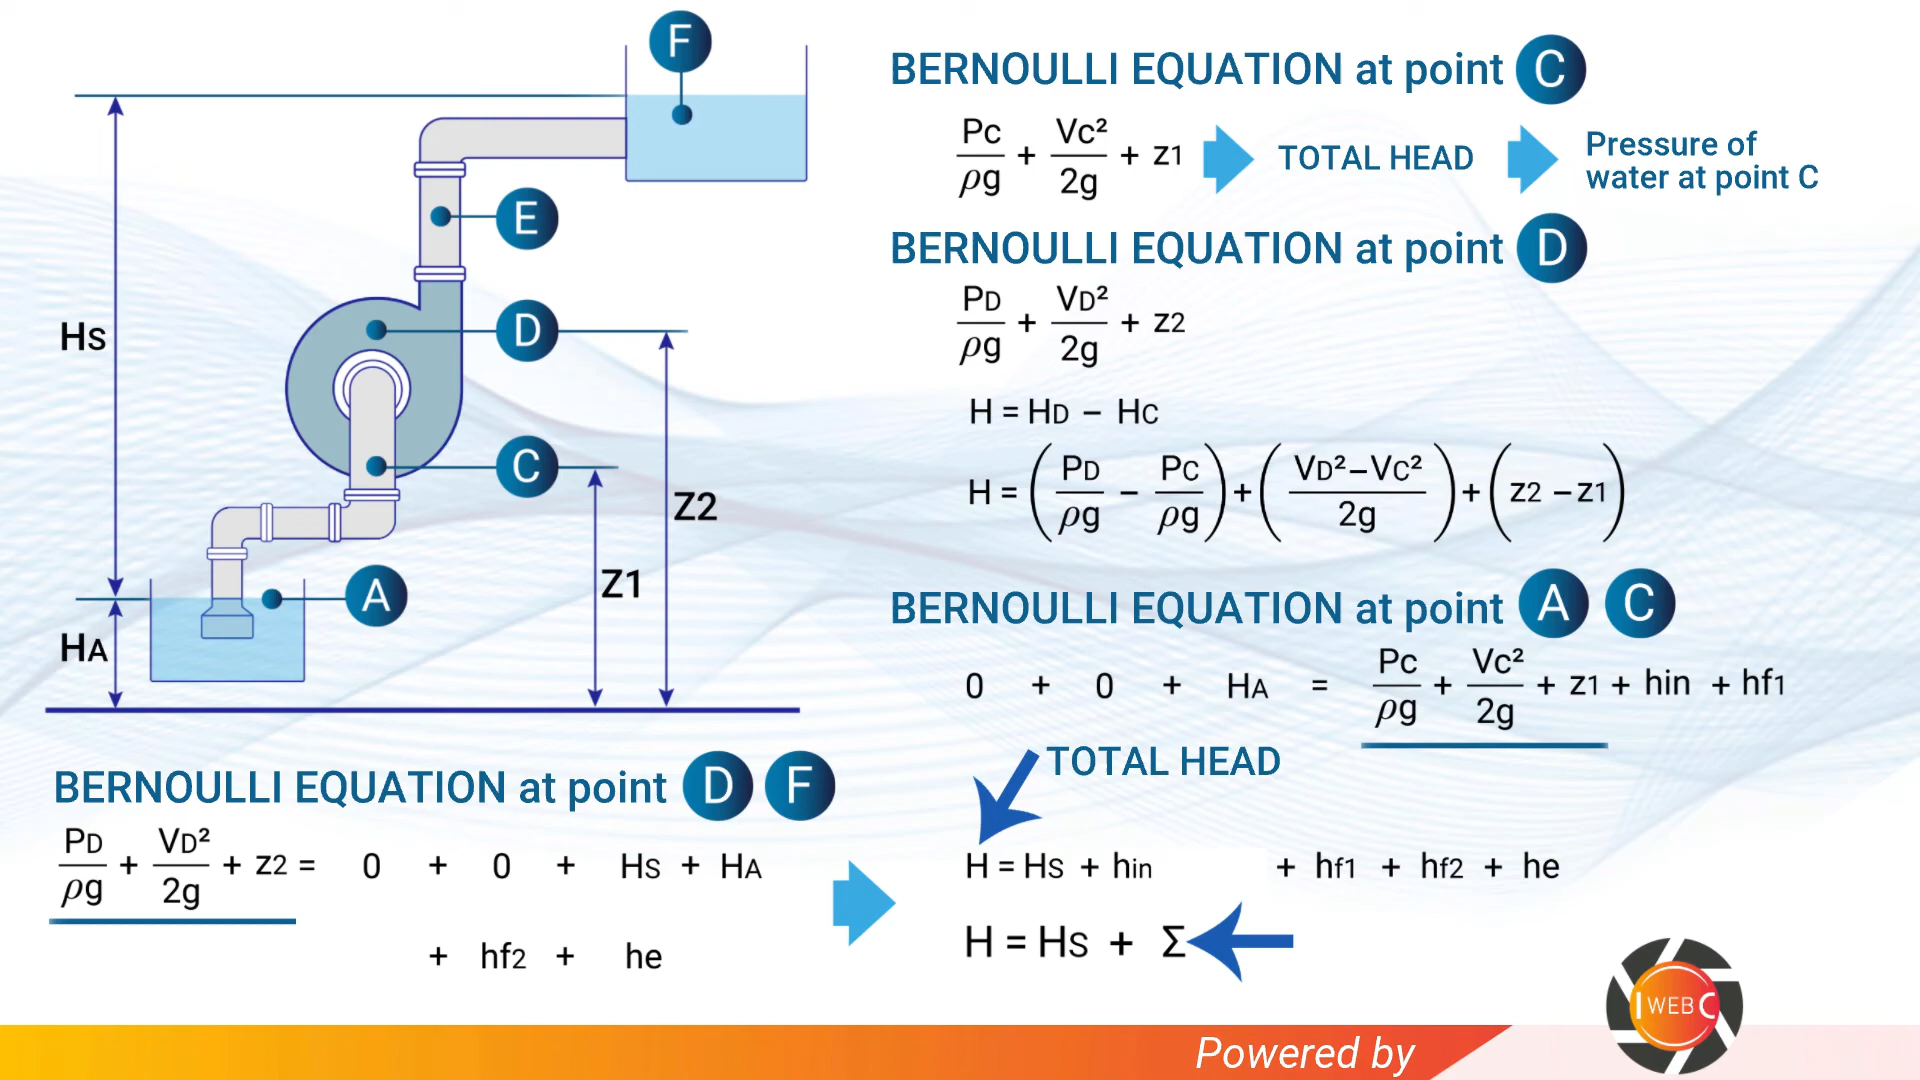 F
E
D
C
A
Hs
HA
Z1
Z2
BERNOULLI EQUATION at point C
Pc/ρg + Vc²/2g + z1 TOTAL HEAD Pressure of
water at point C
BERNOULLI EQUATION at point D
PD/ρg + VD²/2g + z2
H = HD – HC
H = (PD/ρg – PC/ρg) + (VD²–VC²/2g) + (z2 – z1)
BERNOULLI EQUATION at point A C
0 + 0 + HA = Pc/ρg + Vc²/2g + z1 + hin + hf1
BERNOULLI EQUATION at point D F
PD/ρg + VD²/2g + z2 = 0 + 0 + Hs + HA
+ hf2 + he
TOTAL HEAD
H = Hs + hin + hf1 + hf2 + he
H = Hs + Σ
Powered by
I WEB C